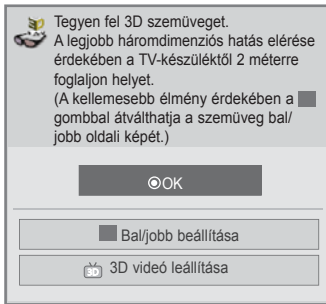 Tegyen fel 3D szemüveget.
A legjobb háromdimenziós hatás elérése
érdekében a TV-készüléktől 2 méterre
foglaljon helyet.
(A kellemesebb élmény érdekében a
gombbal átválthatja a szemüveg bal/
jobb oldali képét.)
OK
Bal/jobb beállítása
3D 3D videó leállítása